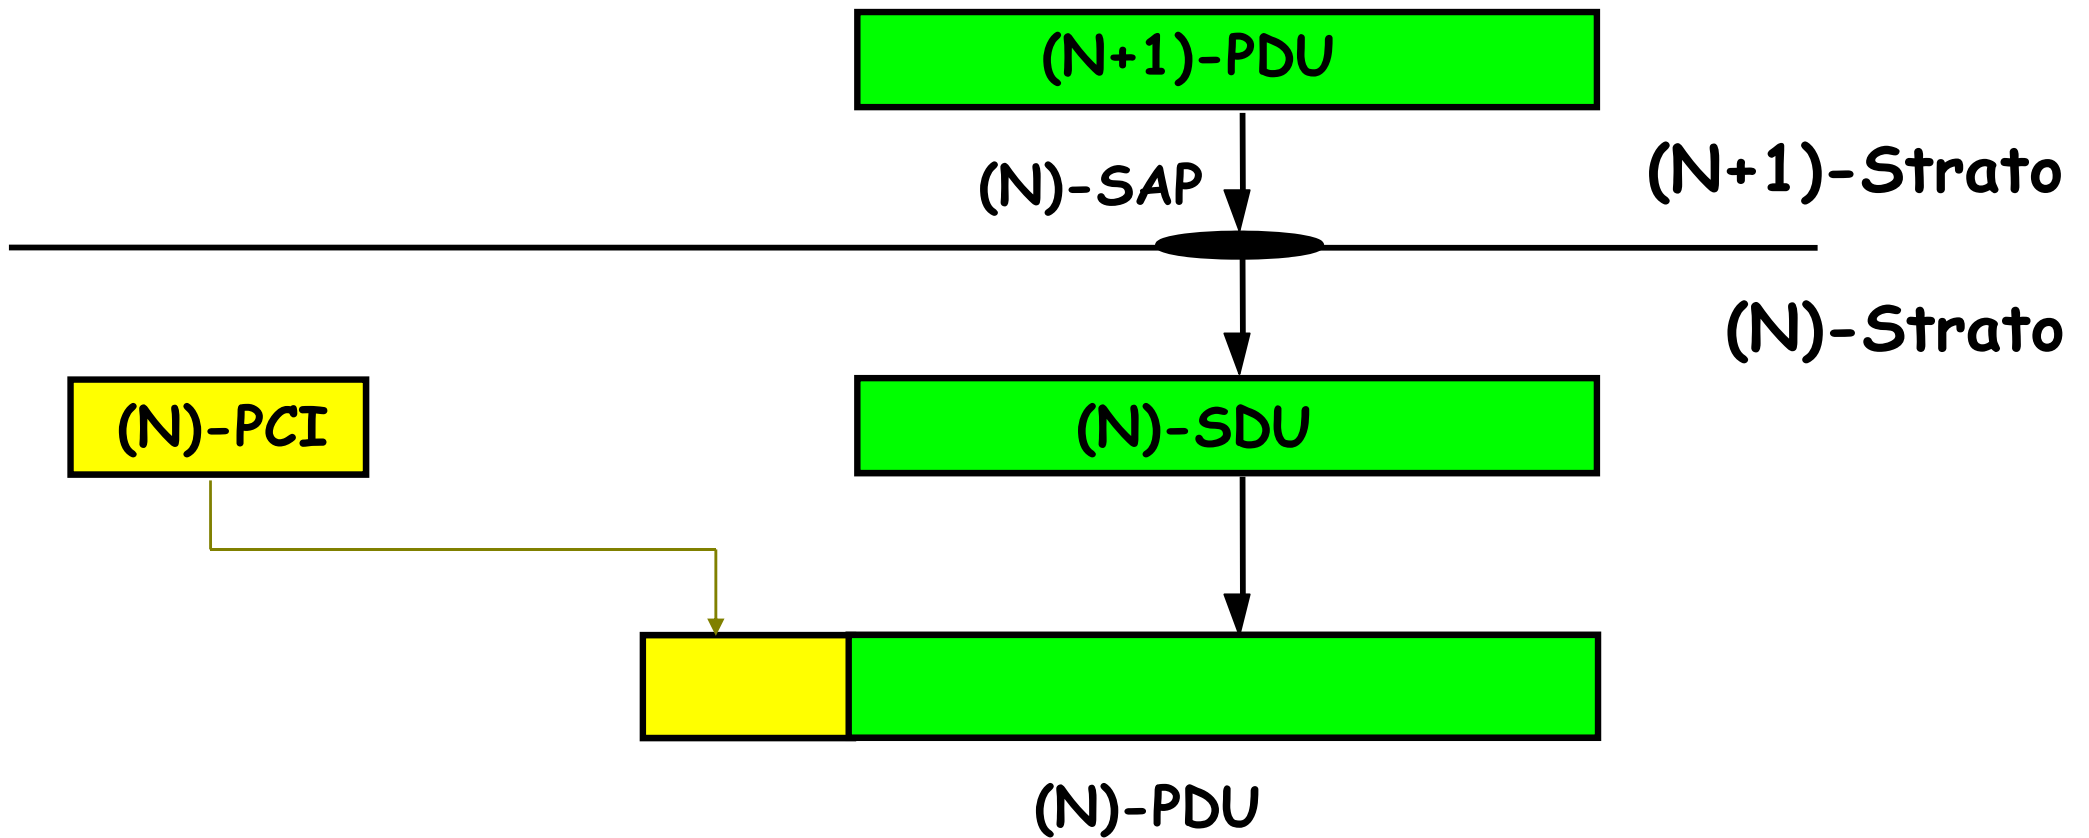 (N+1)-PDU
(N)-SAP
(N+1)-Strato
(N)-Strato
(N)-PCI
(N)-SDU
(N)-PDU